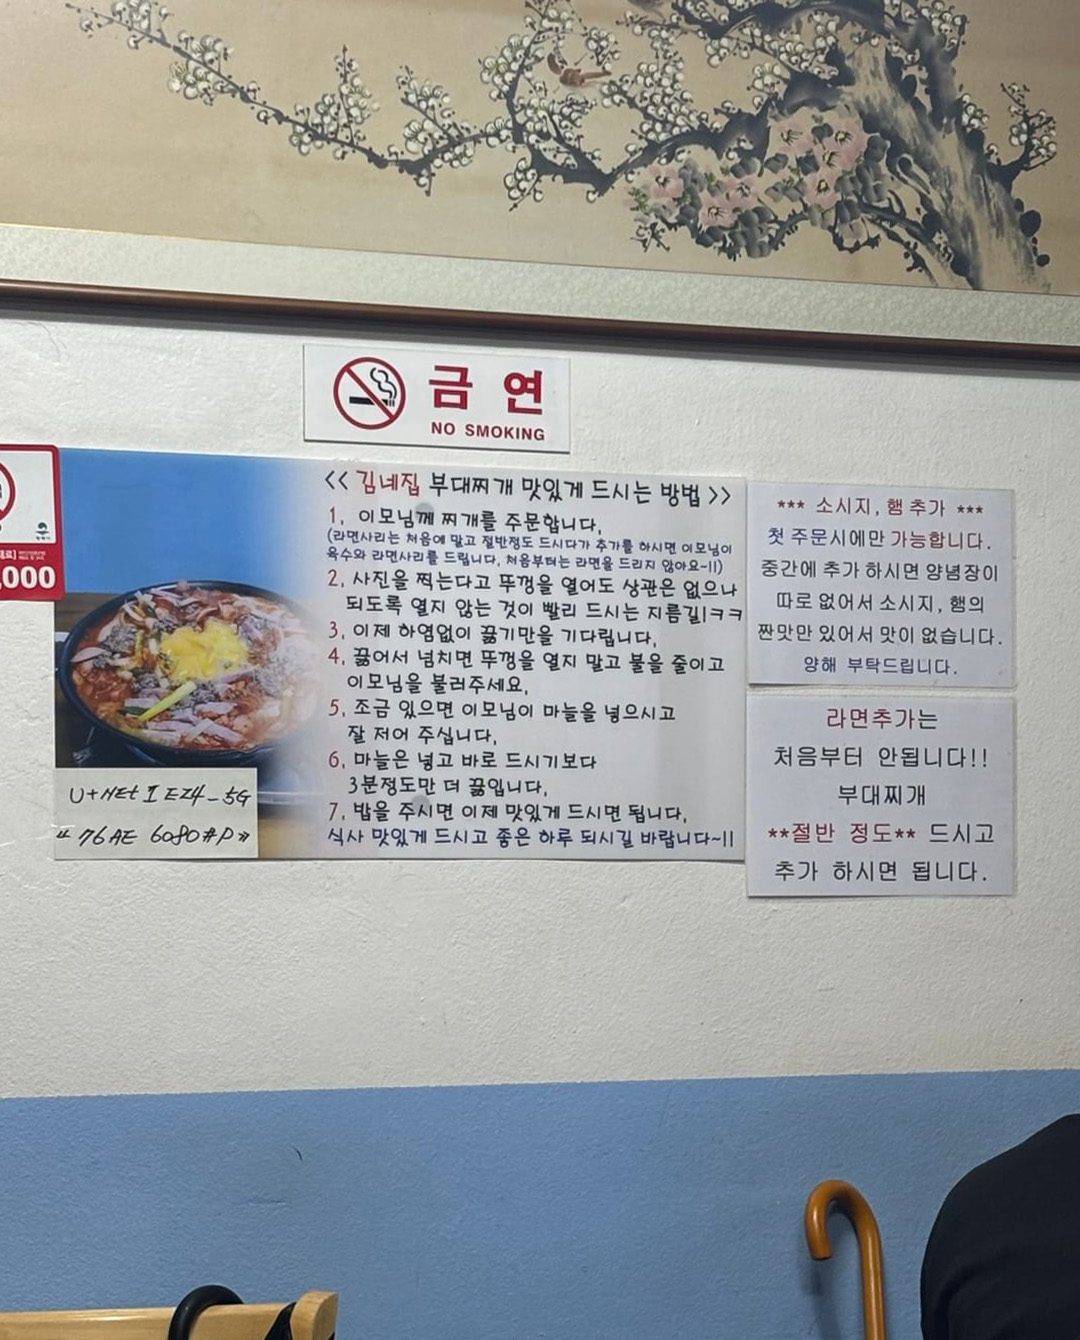 금 연
NO SMOKING
<< 김네집 부대찌개 맛있게 드시는 방법 >>
1, 이모님께 찌개를 주문합니다,
(라면사리는 처음에 말고 절반정도 드시다가 추가를 하시면 이모님이
육수와 라면사리를 드립니다, 처음부터는 라면을 드리지 않아요~!!)
2, 사진을 찍는다고 뚜껑을 열어도 상관은 없으나
되도록 열지 않는 것이 빨리 드시는 지름길!ㅋㅋ
3, 이제 하염없이 끓기만을 기다립니다,
4, 끓어서 넘치면 뚜껑을 열지 말고 불을 줄이고
이모님을 불러주세요,
5, 조금 있으면 이모님이 마늘을 넣으시고
잘 저어 주십니다,
6, 마늘은 넣고 바로 드시기보다
3분정도만 더 끓입니다,
7, 밥을 주시면 이제 맛있게 드시면 됩니다,
식사 맛있게 드시고 좋은 하루 되시길 바랍니다~!!
*** 소시지, 햄 추가 ***
첫 주문시에만 가능합니다.
중간에 추가 하시면 양념장이
따로 없어서 소시지, 햄의
짠맛만 있어서 맛이 없습니다.
양해 부탁드립니다.
라면추가는
처음부터 안됩니다!!
부대찌개
**절반 정도** 드시고
추가 하시면 됩니다.
,000
U+NEt Ⅱ EZ4_5G
"76AE 6080#P"